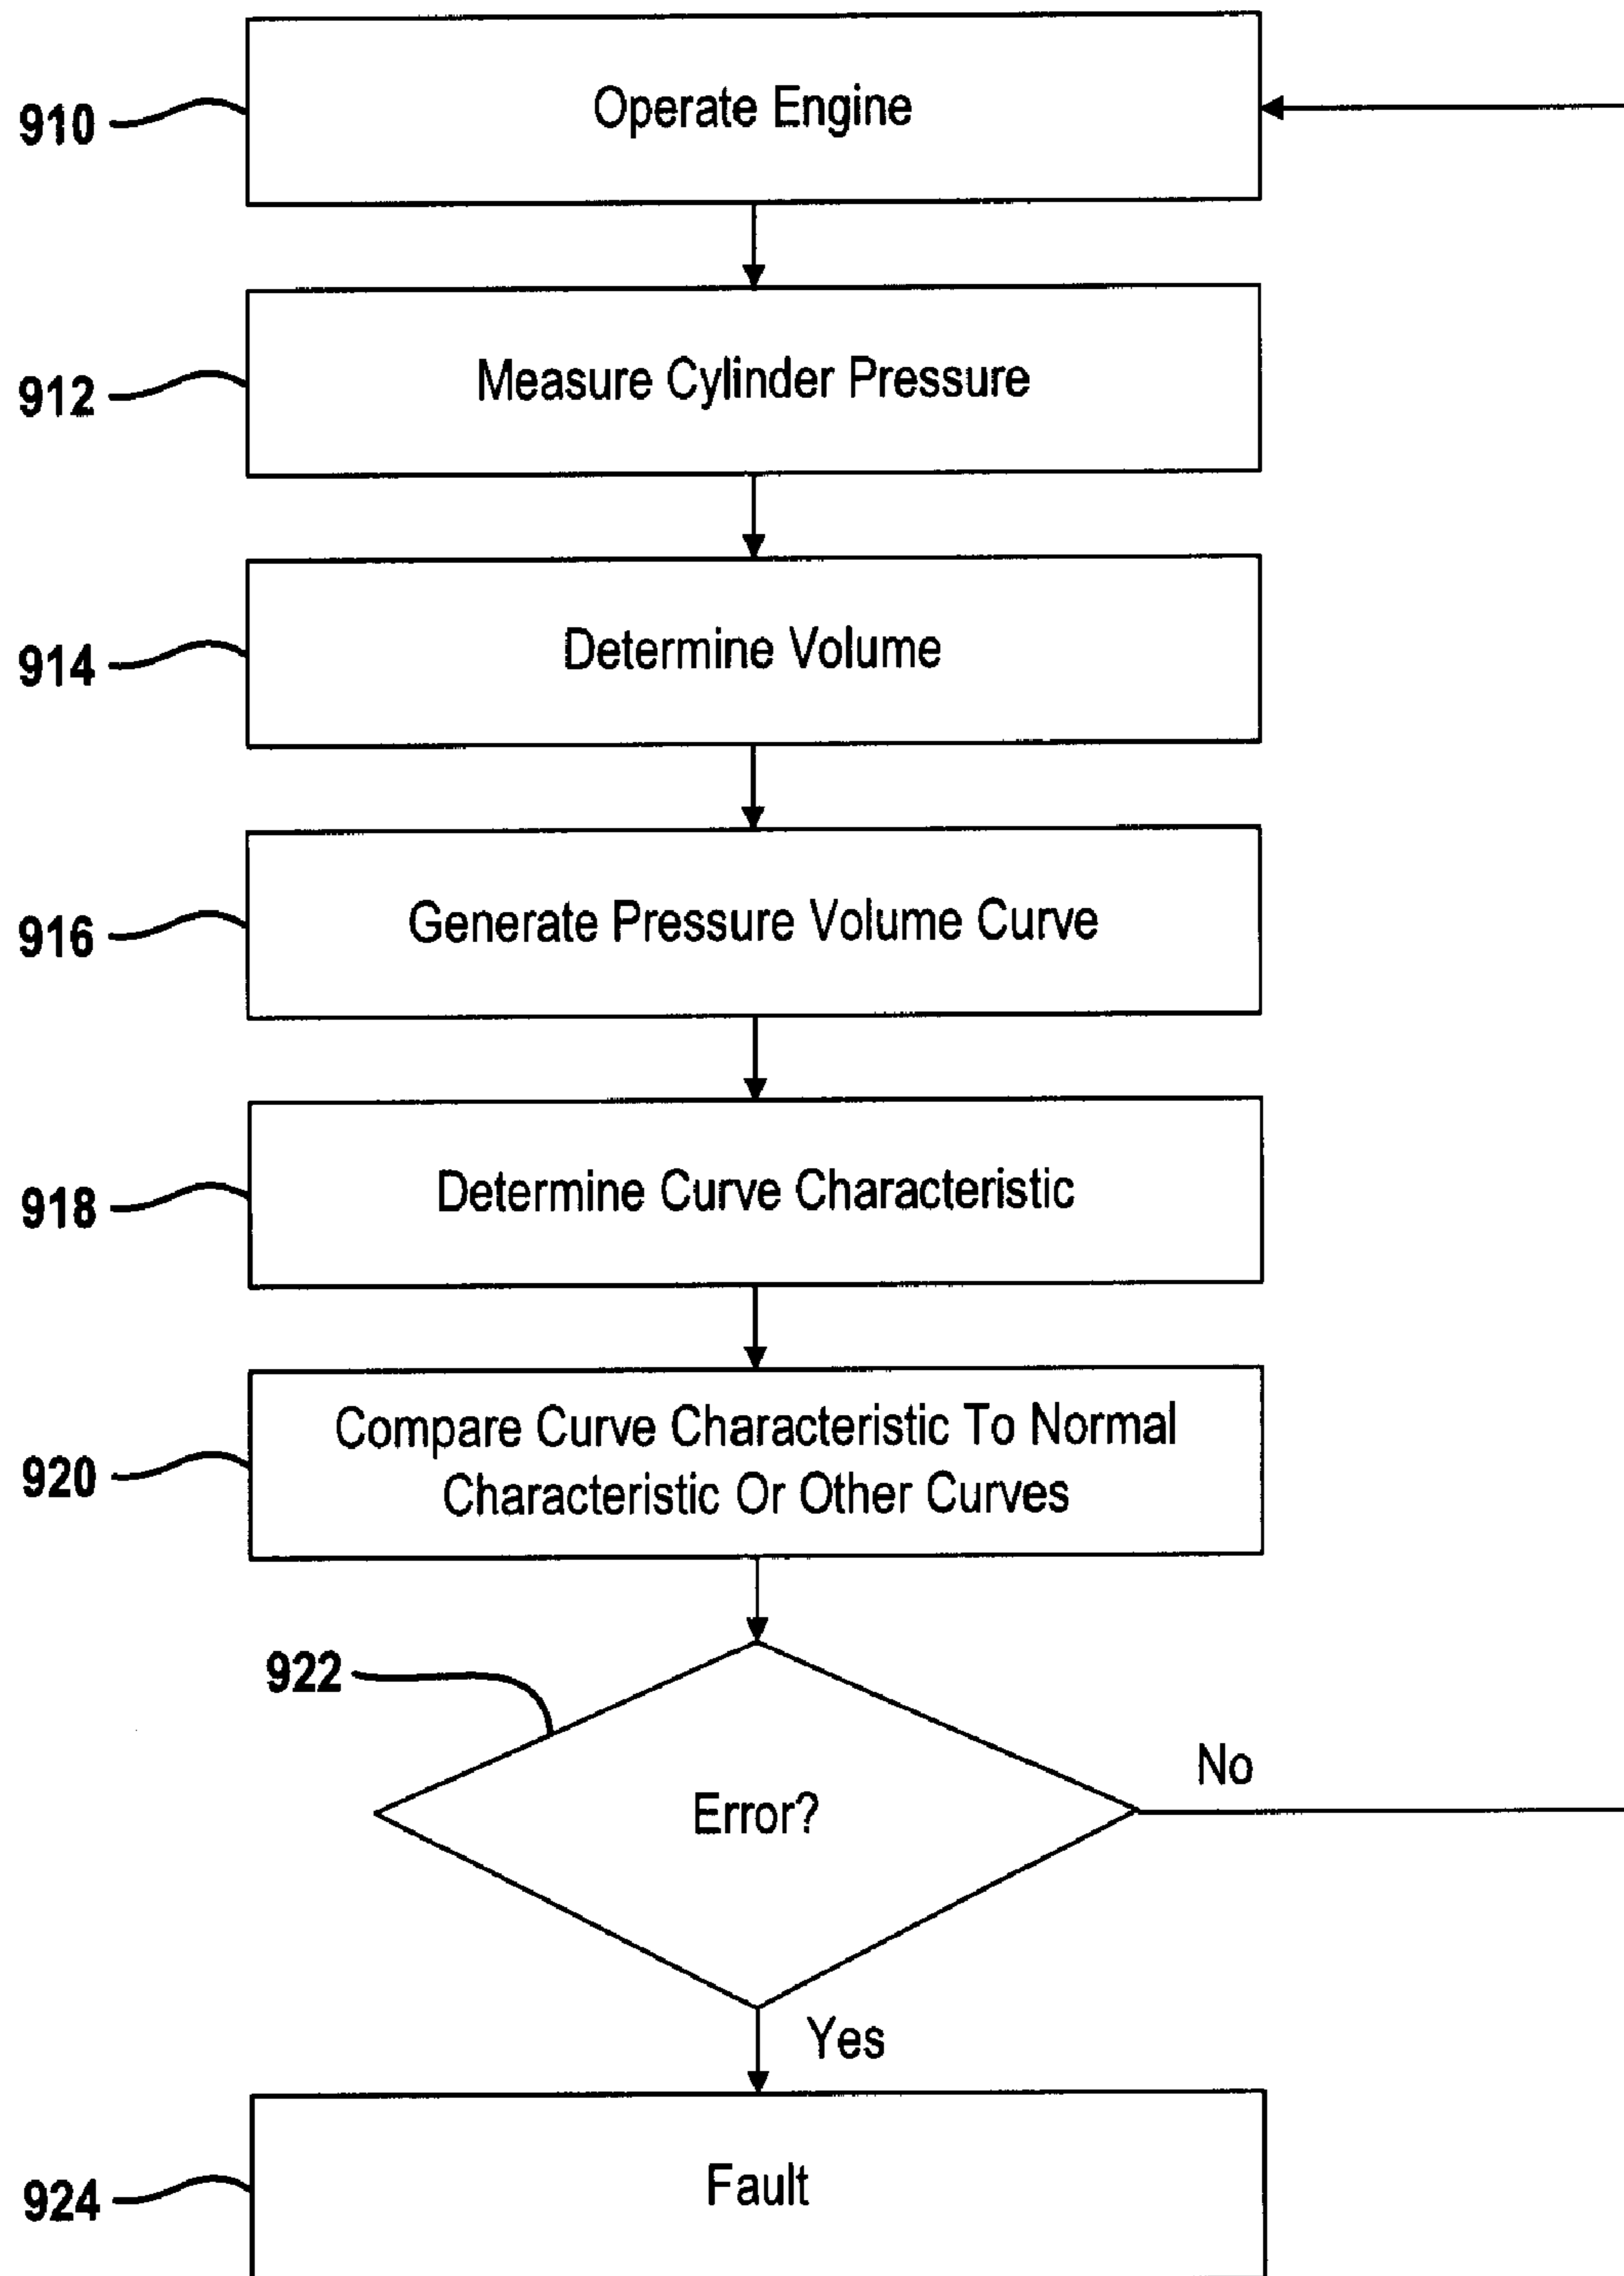 910
Operate Engine
912
Measure Cylinder Pressure
914
Determine Volume
916
Generate Pressure Volume Curve
918
Determine Curve Characteristic
920
Compare Curve Characteristic To Normal
Characteristic Or Other Curves
922
Error?
No
Yes
924
Fault